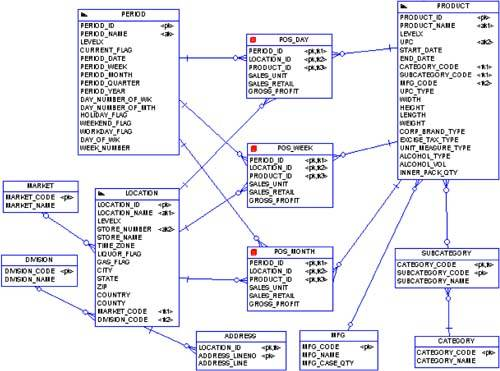 PERIOD
PERIOD_ID <pk>
PERIOD_NAME <ak>
LEVELX
CURRENT_FLAG
PERIOD_DATE
PERIOD_WEEK
PERIOD_MONTH
PERIOD_QUARTER
PERIOD_YEAR
DAY_NUMBER_OF_WK
DAY_NUMBER_OF_MTH
HOLIDAY_FLAG
WEEKEND_FLAG
WORKDAY_FLAG
DAY_OF_WK
WEEK_NUMBER
POS_DAY
PERIOD_ID <pk,fk1>
LOCATION_ID <pk,fk2>
PRODUCT_ID <pk,fk3>
SALES_UNIT
SALES_RETAIL
GROSS_PROFIT
PRODUCT
PRODUCT_ID <pk>
PRODUCT_NAME <ak1>
LEVELX
UPC <ak2>
START_DATE
END_DATE
CATEGORY_CODE <fk1>
SUBCATEGORY_CODE <fk1>
MFG_CODE <fk2>
UPC_TYPE
WIDTH
HEIGHT
LENGTH
WEIGHT
CORP_BRAND_TYPE
EXCISE_TAX_TYPE
UNIT_MEASURE_TYPE
ALCOHOL_TYPE
ALCOHOL_VOL
INNER_PACK_QTY
POS_WEEK
PERIOD_ID <pk,fk1>
LOCATION_ID <pk,fk2>
PRODUCT_ID <pk,fk3>
SALES_UNIT
SALES_RETAIL
GROSS_PROFIT
MARKET
MARKET_CODE <pk>
MARKET_NAME
LOCATION
LOCATION_ID <pk>
LOCATION_NAME <ak1>
LEVELX
STORE_NUMBER <ak2>
STORE_NAME
TIME_ZONE
LIQUOR_FLAG
GAS_FLAG
CITY
STATE
ZIP
COUNTRY
COUNTY
MARKET_CODE <fk1>
DIVISION_CODE <fk2>
DIVISION
DIVISION_CODE <pk>
DIVISION_NAME
POS_MONTH
PERIOD_ID <pk,fk1>
LOCATION_ID <pk,fk2>
PRODUCT_ID <pk,fk3>
SALES_UNIT
SALES_RETAIL
GROSS_PROFIT
SUBCATEGORY
CATEGORY_CODE <pk,fk>
SUBCATEGORY_CODE <pk>
SUBCATEGORY_NAME
ADDRESS
LOCATION_ID <pk,fk>
ADDRESS_LINENO <pk>
ADDRESS_LINE
MFG
MFG_CODE <pk>
MFG_NAME
MFG_CASE_QTY
CATEGORY
CATEGORY_CODE <pk>
CATEGORY_NAME